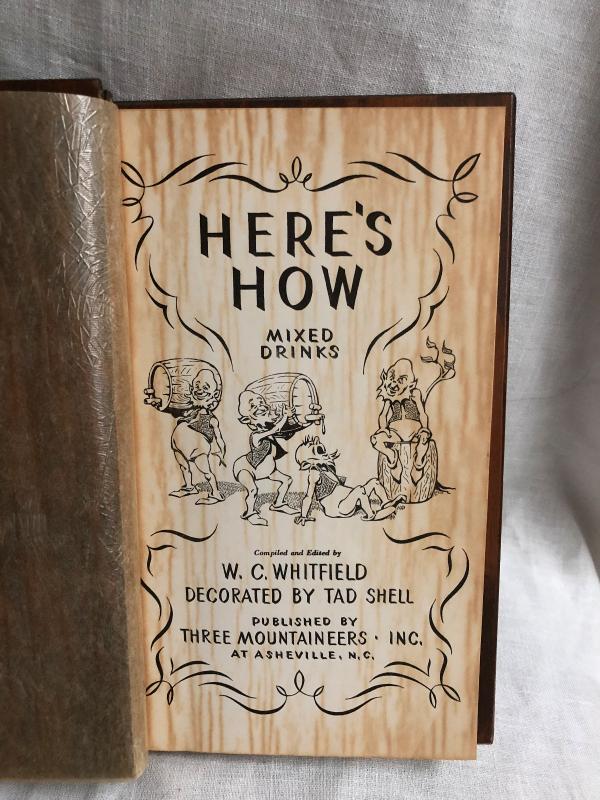 HERE'S
HOW
MIXED
DRINKS
Compiled and Edited by
W. C. WHITFIELD
DECORATED BY TAD SHELL
PUBLISHED BY
THREE MOUNTAINEERS · INC.
AT ASHEVILLE, N.C.